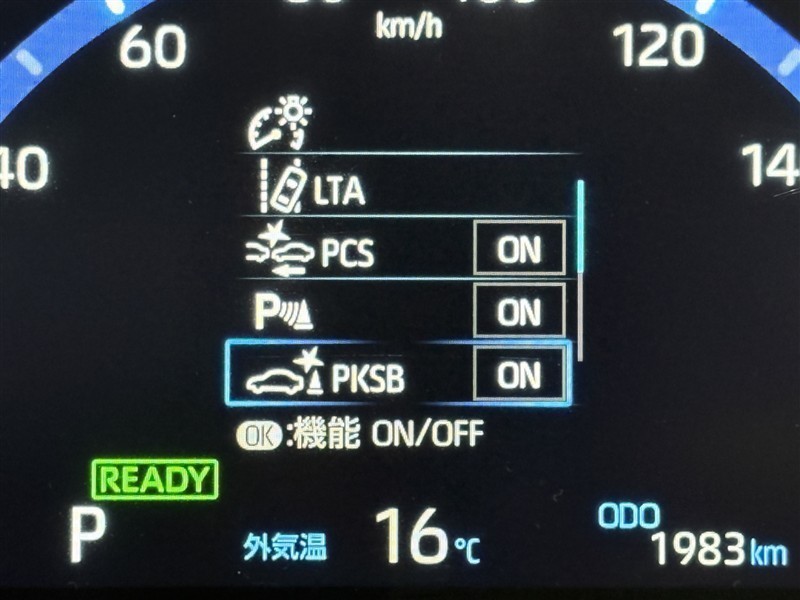 km/h
60
120
40
14
LTA
PCS ON
P ON
PKSB ON
OK:機能 ON/OFF
READY
P
外気温 16℃
ODO
1983km